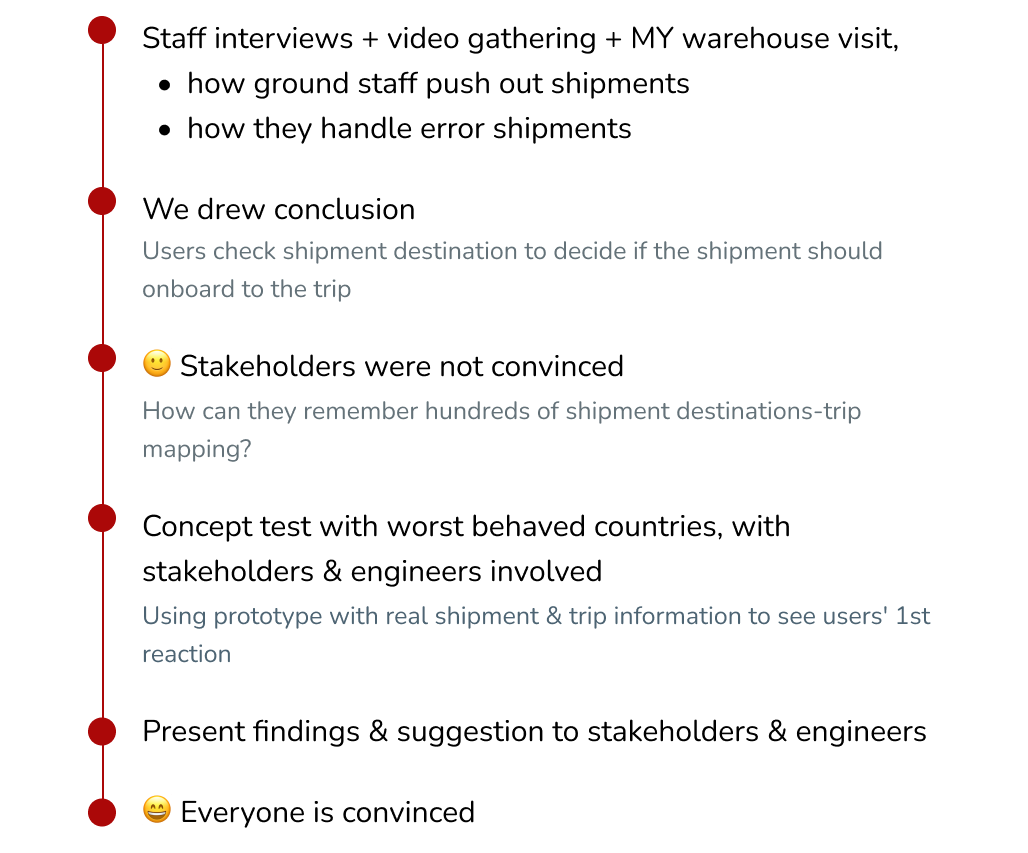 Staff interviews + video gathering + MY warehouse visit,
• how ground staff push out shipments
• how they handle error shipments
We drew conclusion
Users check shipment destination to decide if the shipment should
onboard to the trip
🙂 Stakeholders were not convinced
How can they remember hundreds of shipment destinations-trip
mapping?
Concept test with worst behaved countries, with
stakeholders & engineers involved
Using prototype with real shipment & trip information to see users' 1st
reaction
Present findings & suggestion to stakeholders & engineers
😄 Everyone is convinced